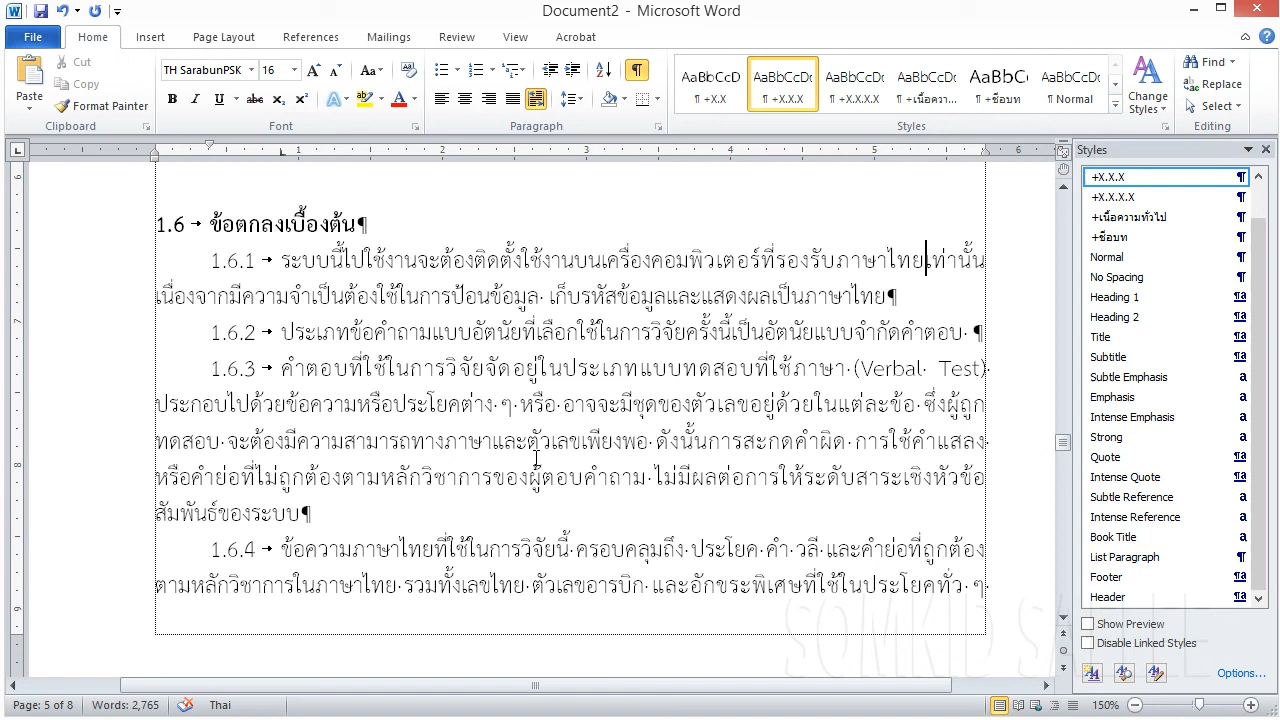 Document2 - Microsoft Word
File Home Insert Page Layout References Mailings Review View Acrobat
Paste Cut Copy Format Painter Clipboard
TH SarabunPSK 16 Aa
B I U abc x₂ x² A ab A Font
Paragraph
AaBbCcD ¶ +X.X
AaBbCcDc ¶ +X.X.X
AaBbCcDc ¶ +X.X.X.X
AaBbCcDc ¶ +เนื้อควา...
AaBbCc ¶ +ชื่อบท
AaBbCcDc ¶ Normal
Change Styles
Styles
Find Replace Select Editing
1 2 3 4 5 6
1.6 → ข้อตกลงเบื้องต้น¶
1.6.1 → ระบบนี้ไปใช้งานจะต้องติดตั้งใช้งานบนเครื่องคอมพิวเตอร์ที่รองรับภาษาไทยเท่านั้น
เนื่องจากมีความจำเป็นต้องใช้ในการป้อนข้อมูล· เก็บรหัสข้อมูลและแสดงผลเป็นภาษาไทย¶
1.6.2 → ประเภทข้อคำถามแบบอัตนัยที่เลือกใช้ในการวิจัยครั้งนี้เป็นอัตนัยแบบจำกัดคำตอบ· ¶
1.6.3 → คำตอบที่ใช้ในการวิจัยจัดอยู่ในประเภทแบบทดสอบที่ใช้ภาษา·(Verbal· Test)·
ประกอบไปด้วยข้อความหรือประโยคต่าง·ๆ·หรือ·อาจจะมีชุดของตัวเลขอยู่ด้วยในแต่ละข้อ·ซึ่งผู้ถูก
ทดสอบ·จะต้องมีความสามารถทางภาษาและตัวเลขเพียงพอ·ดังนั้นการสะกดคำผิด·การใช้คำแสลง·
หรือคำย่อที่ไม่ถูกต้องตามหลักวิชาการของผู้ตอบคำถาม·ไม่มีผลต่อการให้ระดับสาระเชิงหัวข้อ
สัมพันธ์ของระบบ¶
1.6.4 → ข้อความภาษาไทยที่ใช้ในการวิจัยนี้·ครอบคลุมถึง·ประโยค·คำ·วลี·และคำย่อที่ถูกต้อง
ตามหลักวิชาการในภาษาไทย·รวมทั้งเลขไทย·ตัวเลขอารบิก·และอักขระพิเศษที่ใช้ในประโยคทั่ว·ๆ·
Styles
+X.X.X
+X.X.X.X
+เนื้อความทั่วไป
+ชื่อบท
Normal
No Spacing
Heading 1
Heading 2
Title
Subtitle
Subtle Emphasis
Emphasis
Intense Emphasis
Strong
Quote
Intense Quote
Subtle Reference
Intense Reference
Book Title
List Paragraph
Footer
Header
Show Preview
Disable Linked Styles
Options...
Page: 5 of 8 Words: 2,765 Thai 150%